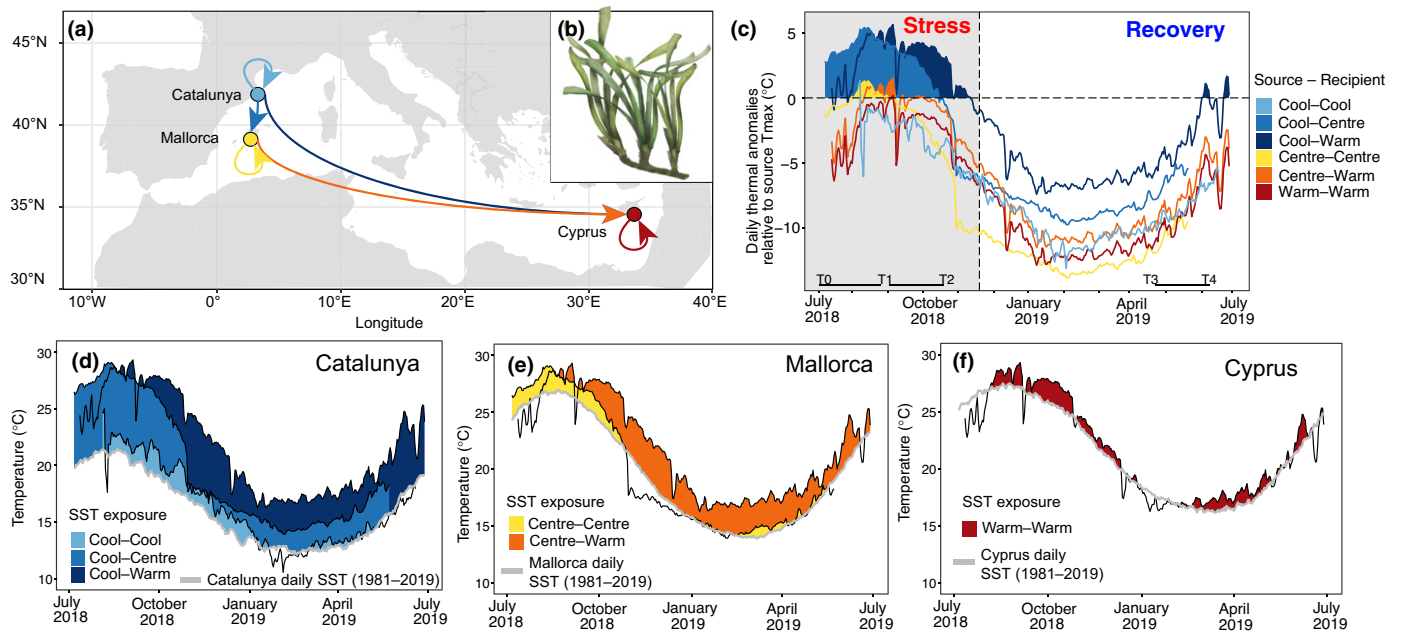 (a)
45°N
40°N
35°N
30°N
Catalunya
Mallorca
Cyprus
10°W
0°
10°E
20°E
30°E
40°E
Longitude
(b)
(c)
Stress
Recovery
Daily thermal anomalies
relative to source Tmax (°C)
5
0
−5
−10
T0
T1
T2
T3
T4
July
2018
October
2018
January
2019
April
2019
July
2019
Source – Recipient
Cool–Cool
Cool–Centre
Cool–Warm
Centre–Centre
Centre–Warm
Warm–Warm
(d)
Catalunya
Temperature (°C)
30
25
20
15
10
SST exposure
Cool–Cool
Cool–Centre
Cool–Warm
Catalunya daily SST (1981–2019)
July
2018
October
2018
January
2019
April
2019
July
2019
(e)
Mallorca
Temperature (°C)
30
25
20
15
10
SST exposure
Centre–Centre
Centre–Warm
Mallorca daily
SST (1981–2019)
July
2018
October
2018
January
2019
April
2019
July
2019
(f)
Cyprus
Temperature (°C)
30
25
20
15
10
SST exposure
Warm–Warm
Cyprus daily
SST (1981–2019)
July
2018
October
2018
January
2019
April
2019
July
2019